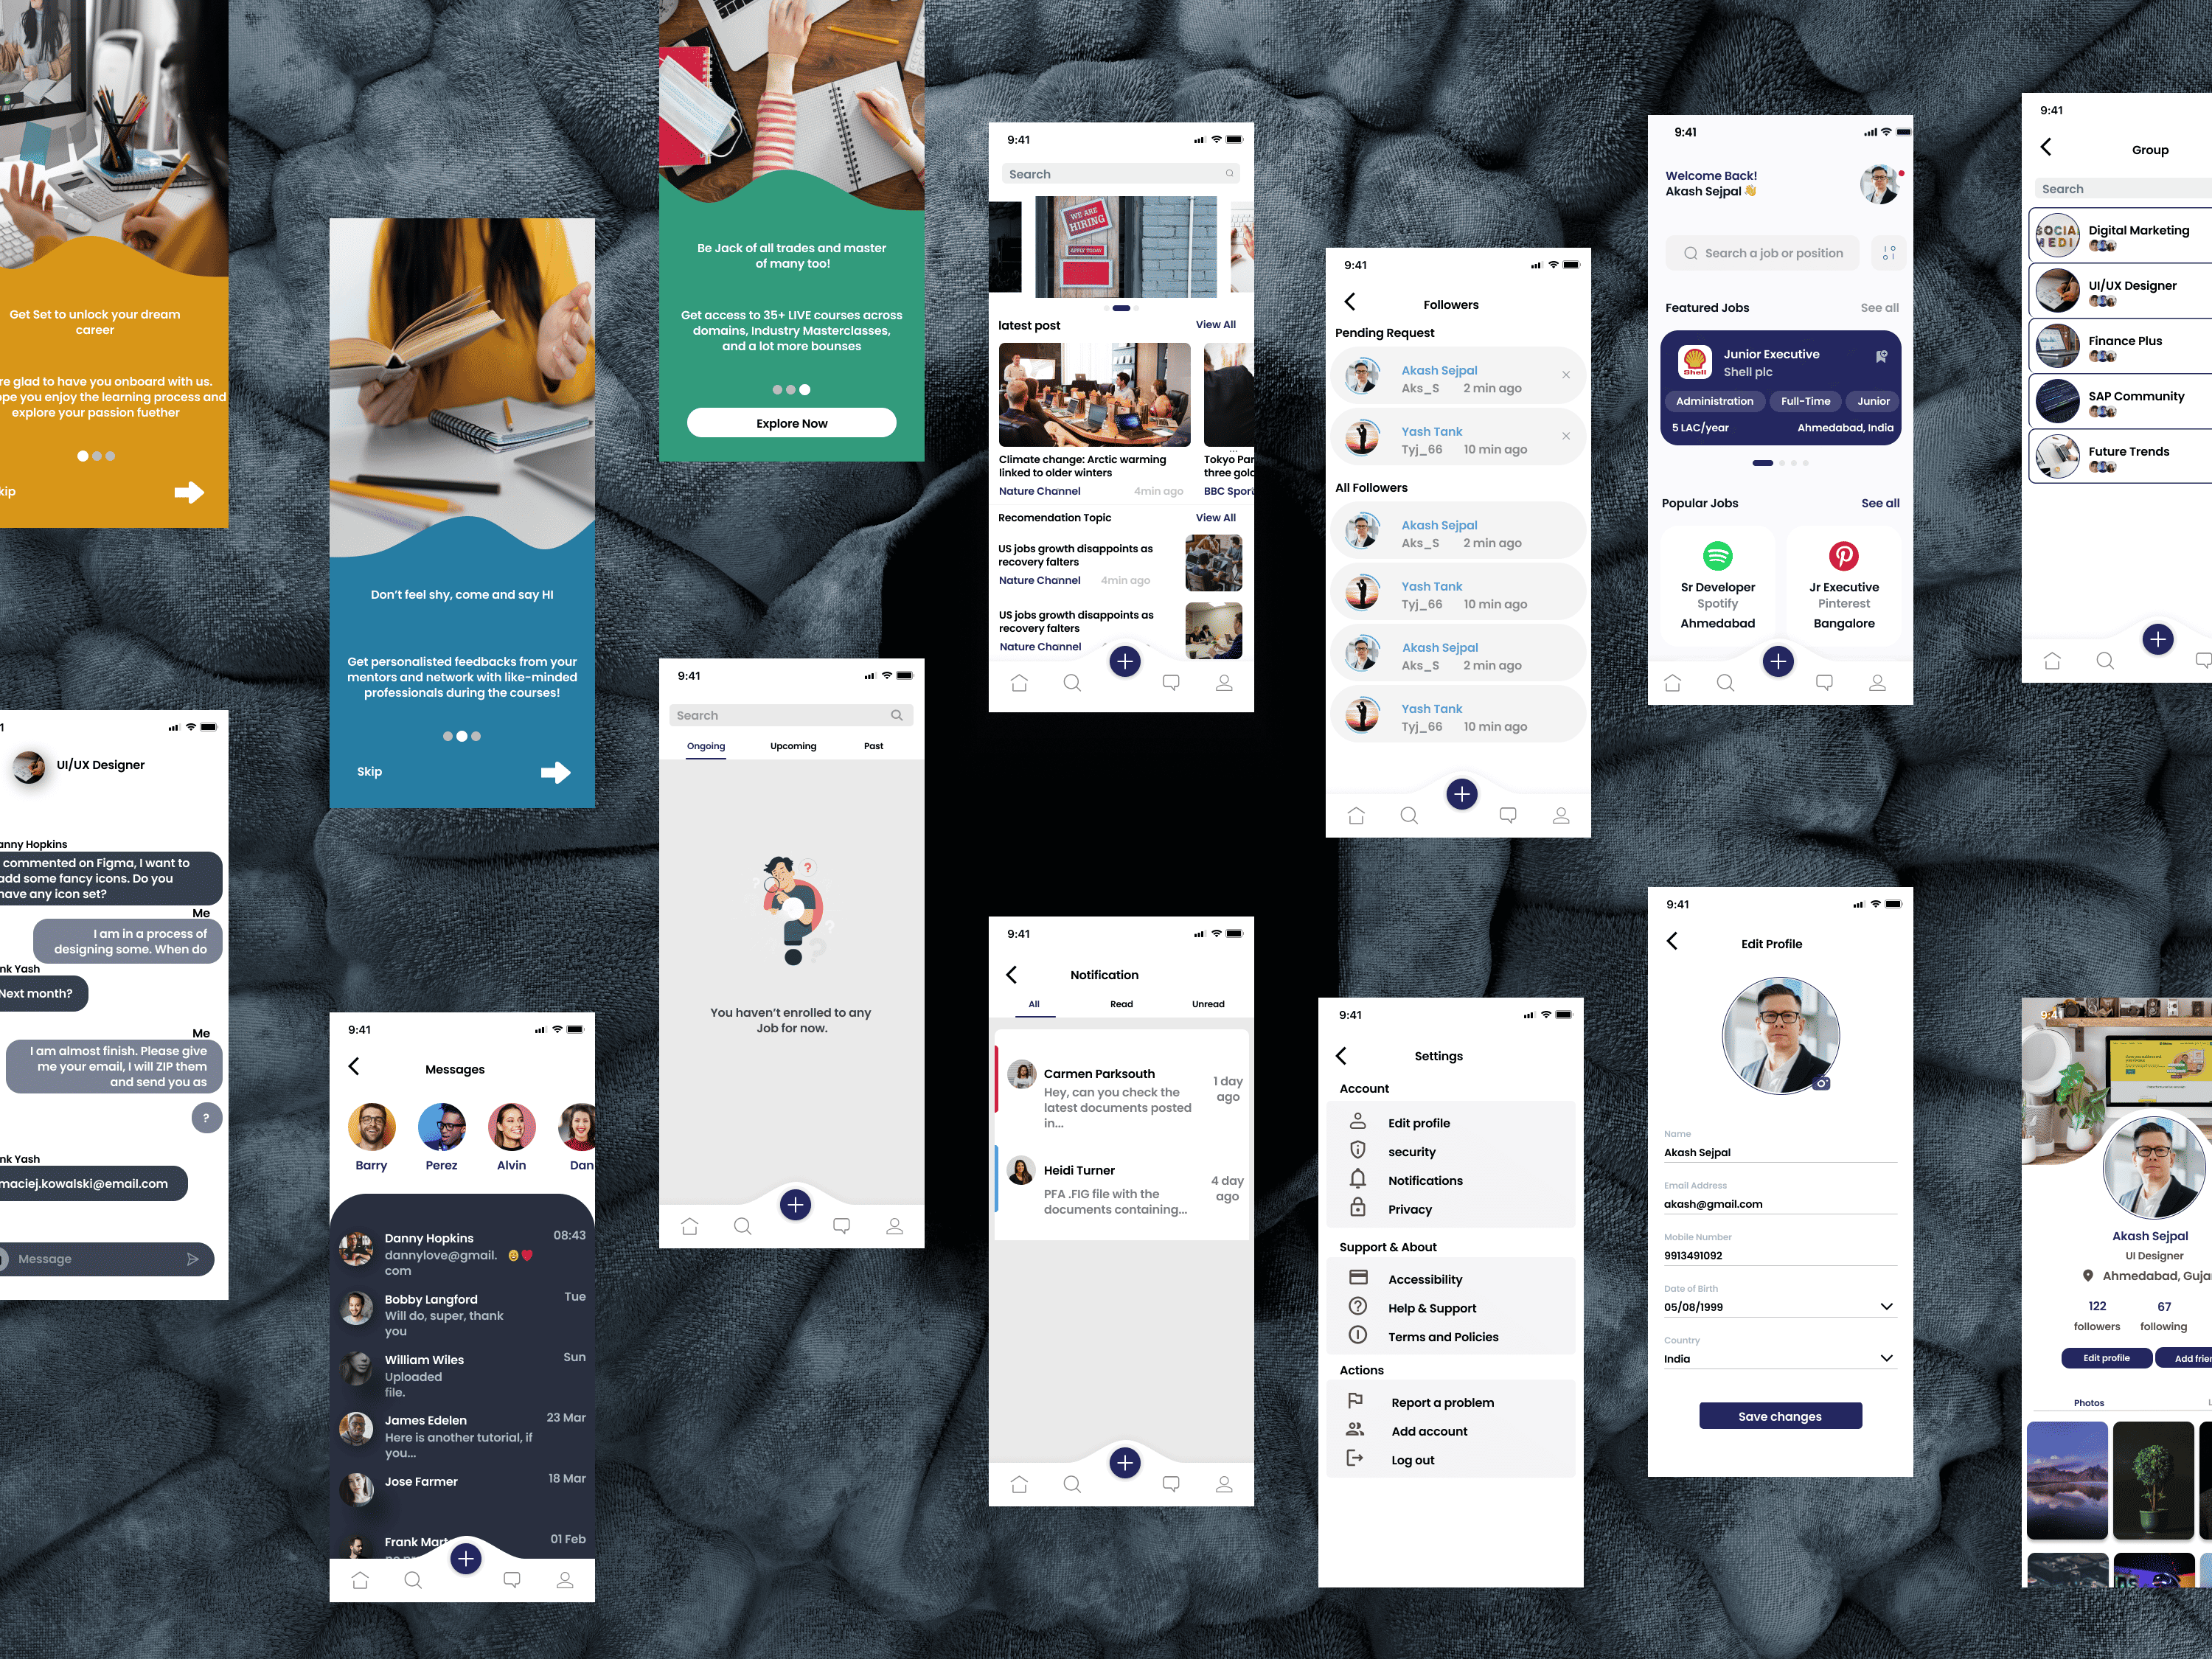 Get Set to unlock your dream
career
re glad to have you onboard with us.
ope you enjoy the learning process and
explore your passion fuether
kip
UI/UX Designer
anny Hopkins
commented on Figma, I want to
add some fancy icons. Do you
have any icon set?
Me
I am in a process of
designing some. When do
nk Yash
Next month?
Me
I am almost finish. Please give
me your email, I will ZIP them
and send you as
?
nk Yash
maciej.kowalski@email.com
Message
Don't feel shy, come and say HI
Get personalisted feedbacks from your
mentors and network with like-minded
professionals during the courses!
Skip
9:41
Messages
Barry
Perez
Alvin
Dan
Danny Hopkins
08:43
dannylove@gmail.
com
Bobby Langford
Tue
Will do, super, thank
you
William Wiles
Sun
Uploaded
file.
James Edelen
23 Mar
Here is another tutorial, if
you...
Jose Farmer
18 Mar
Frank Mart
01 Feb
Be Jack of all trades and master
of many too!
Get access to 35+ LIVE courses across
domains, Industry Masterclasses,
and a lot more bounses
Explore Now
9:41
Search
Ongoing
Upcoming
Past
?
?
You haven't enrolled to any
Job for now.
9:41
Search
WE ARE
HIRING
APPLY TODAY
latest post
View All
Climate change: Arctic warming
linked to older winters
Nature Channel
4min ago
Tokyo Par
three gold
BBC Sport
Recomendation Topic
View All
US jobs growth disappoints as
recovery falters
Nature Channel
4min ago
US jobs growth disappoints as
recovery falters
Nature Channel
9:41
Notification
All
Read
Unread
Carmen Parksouth
Hey, can you check the
latest documents posted
in...
1 day
ago
Heidi Turner
PFA .FIG file with the
documents containing...
4 day
ago
9:41
Followers
Pending Request
Akash Sejpal
Aks_S
2 min ago
Yash Tank
Tyj_66
10 min ago
All Followers
Akash Sejpal
Aks_S
2 min ago
Yash Tank
Tyj_66
10 min ago
Akash Sejpal
Aks_S
2 min ago
Yash Tank
Tyj_66
10 min ago
9:41
Settings
Account
Edit profile
security
Notifications
Privacy
Support & About
Accessibility
Help & Support
Terms and Policies
Actions
Report a problem
Add account
Log out
9:41
Welcome Back!
Akash Sejpal
Search a job or position
Featured Jobs
See all
Shell
Junior Executive
Shell plc
Administration
Full-Time
Junior
5 LAC/year
Ahmedabad, India
Popular Jobs
See all
Sr Developer
Spotify
Ahmedabad
Jr Executive
Pinterest
Bangalore
9:41
Edit Profile
Name
Akash Sejpal
Email Address
akash@gmail.com
Mobile Number
9913491092
Date of Birth
05/08/1999
Country
India
Save changes
9:41
Group
Search
SOCIAL
MEDI
Digital Marketing
UI/UX Designer
Finance Plus
SAP Community
Future Trends
9:4
Akash Sejpal
UI Designer
Ahmedabad, Gujar
122
67
followers
following
Edit profile
Add frien
Photos